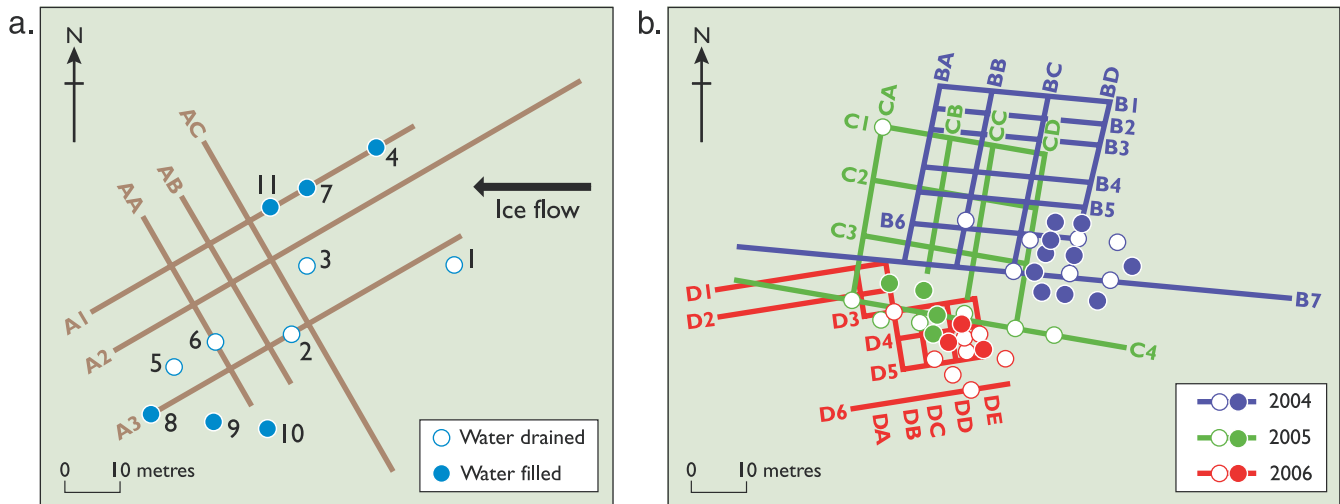 a.
N
AC
AB
AA
4
7
11
Ice flow
3
1
A1
6
2
A2
5
A3
8
9
10
0 10 metres
Water drained
Water filled
b.
N
BA
BB
BC
BD
CA
B1
C1
CB
CC
CD
B2
B3
C2
B4
B5
B6
C3
D1
B7
D2
D3
D4
C4
D5
D6
DA
DB
DC
DD
DE
0 10 metres
2004
2005
2006